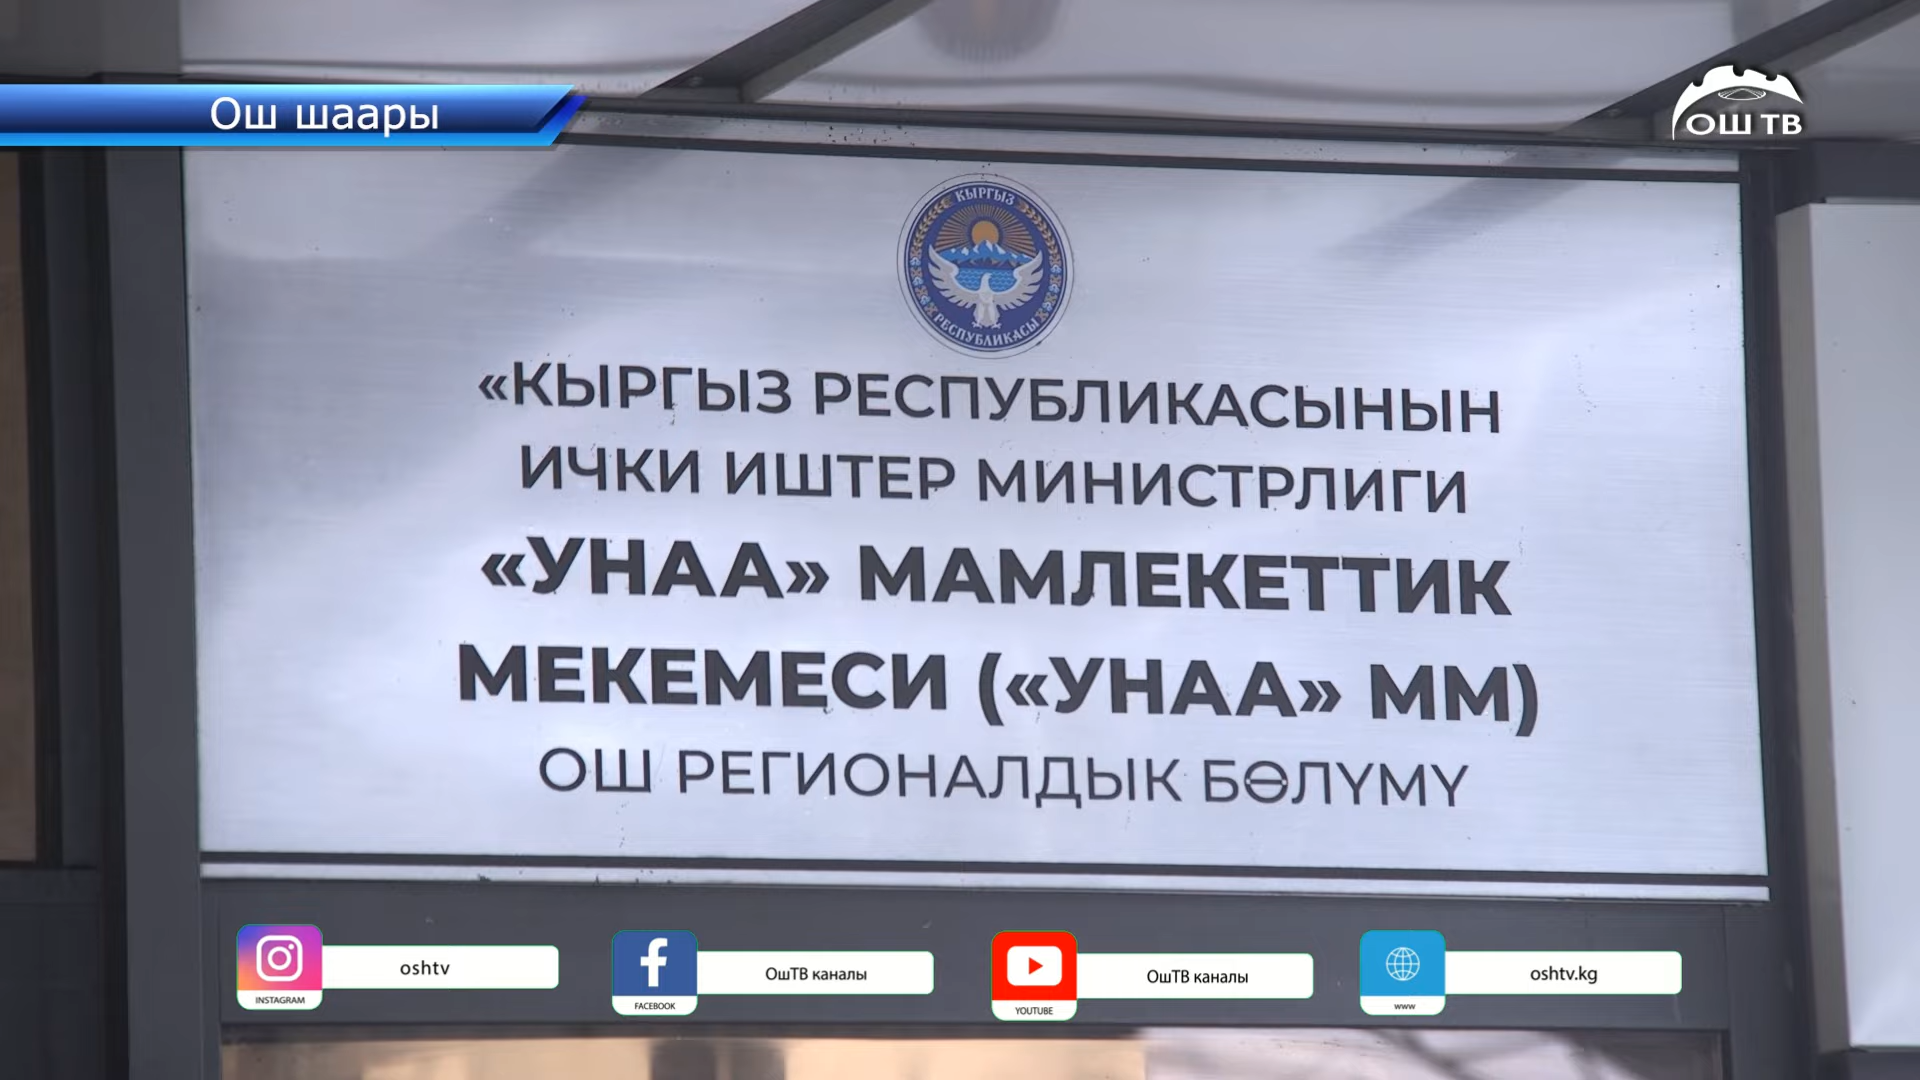 Ош шаары
ОШ ТВ
КЫРГЫЗ
РЕСПУБЛИКАСЫ
«КЫРГЫЗ РЕСПУБЛИКАСЫНЫН
ИЧКИ ИШТЕР МИНИСТРЛИГИ
«УНАА» МАМЛЕКЕТТИК
МЕКЕМЕСИ («УНАА» ММ)
ОШ РЕГИОНАЛДЫК БӨЛҮМҮ
oshtv
INSTAGRAM
ОшТВ каналы
FACEBOOK
ОшТВ каналы
YOUTUBE
oshtv.kg
www